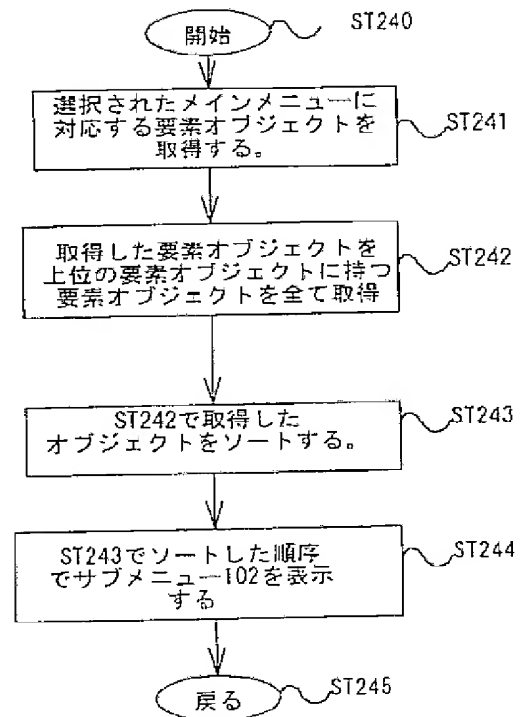 開始
ST240
選択されたメインメニューに
対応する要素オブジェクトを
取得する。
ST241
取得した要素オブジェクトを
上位の要素オブジェクトに持つ
要素オブジェクトを全て取得
ST242
ST242で取得した
オブジェクトをソートする。
ST243
ST243でソートした順序
でサブメニュー102を表示
する
ST244
戻る
ST245